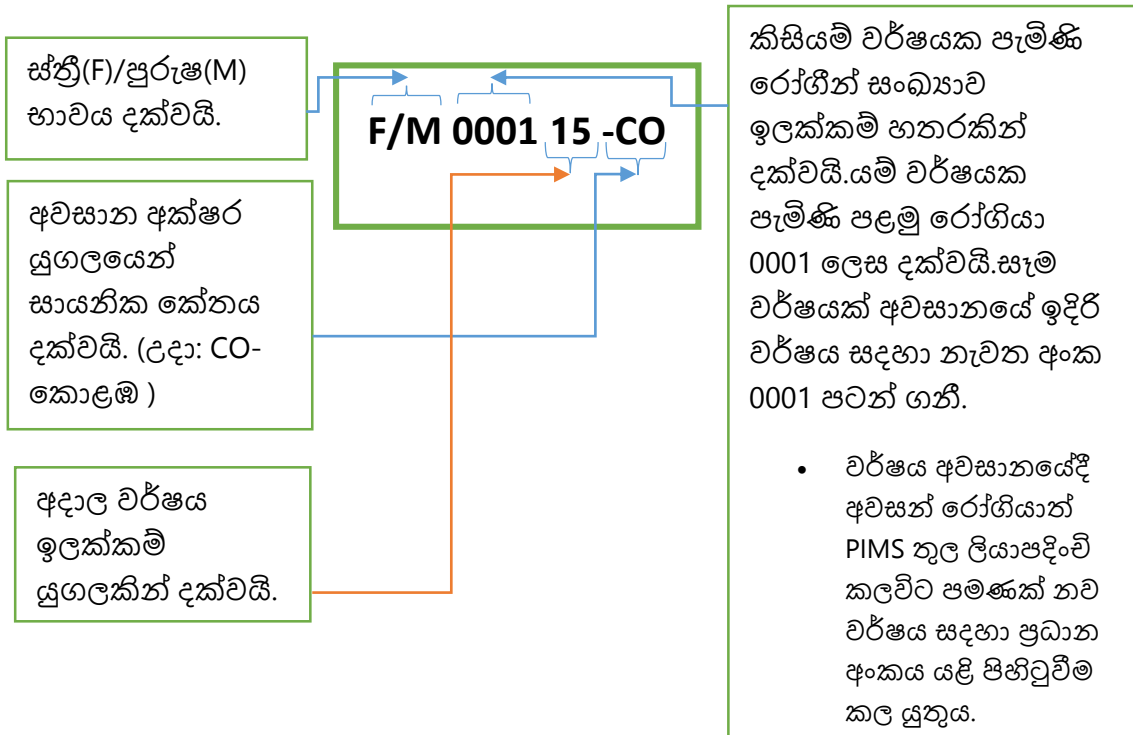 ස්ත්‍රී(F)/පුරුෂ(M)
භාවය දක්වයි.
අවසාන අක්ෂර
යුගලයෙන්
සායනික කේතය
දක්වයි. (උදා: CO-
කොළඹ )
අදාල වර්ෂය
ඉලක්කම්
යුගලකින් දක්වයි.
F/M 0001 15 -CO
කිසියම් වර්ෂයක පැමිණි
රෝගීන් සංඛ්‍යාව
ඉලක්කම් හතරකින්
දක්වයි.යම් වර්ෂයක
පැමිණි පළමු රෝගියා
0001 ලෙස දක්වයි.සෑම
වර්ෂයක් අවසානයේ ඉදිරි
වර්ෂය සදහා නැවත අංක
0001 පටන් ගනී.
• වර්ෂය අවසානයේදී
අවසන් රෝගියාත්
PIMS තුල ලියාපදිංචි
කලවිට පමණක් නව
වර්ෂය සදහා ප්‍රධාන
අංකය යළි පිහිටුවීම
කල යුතුය.